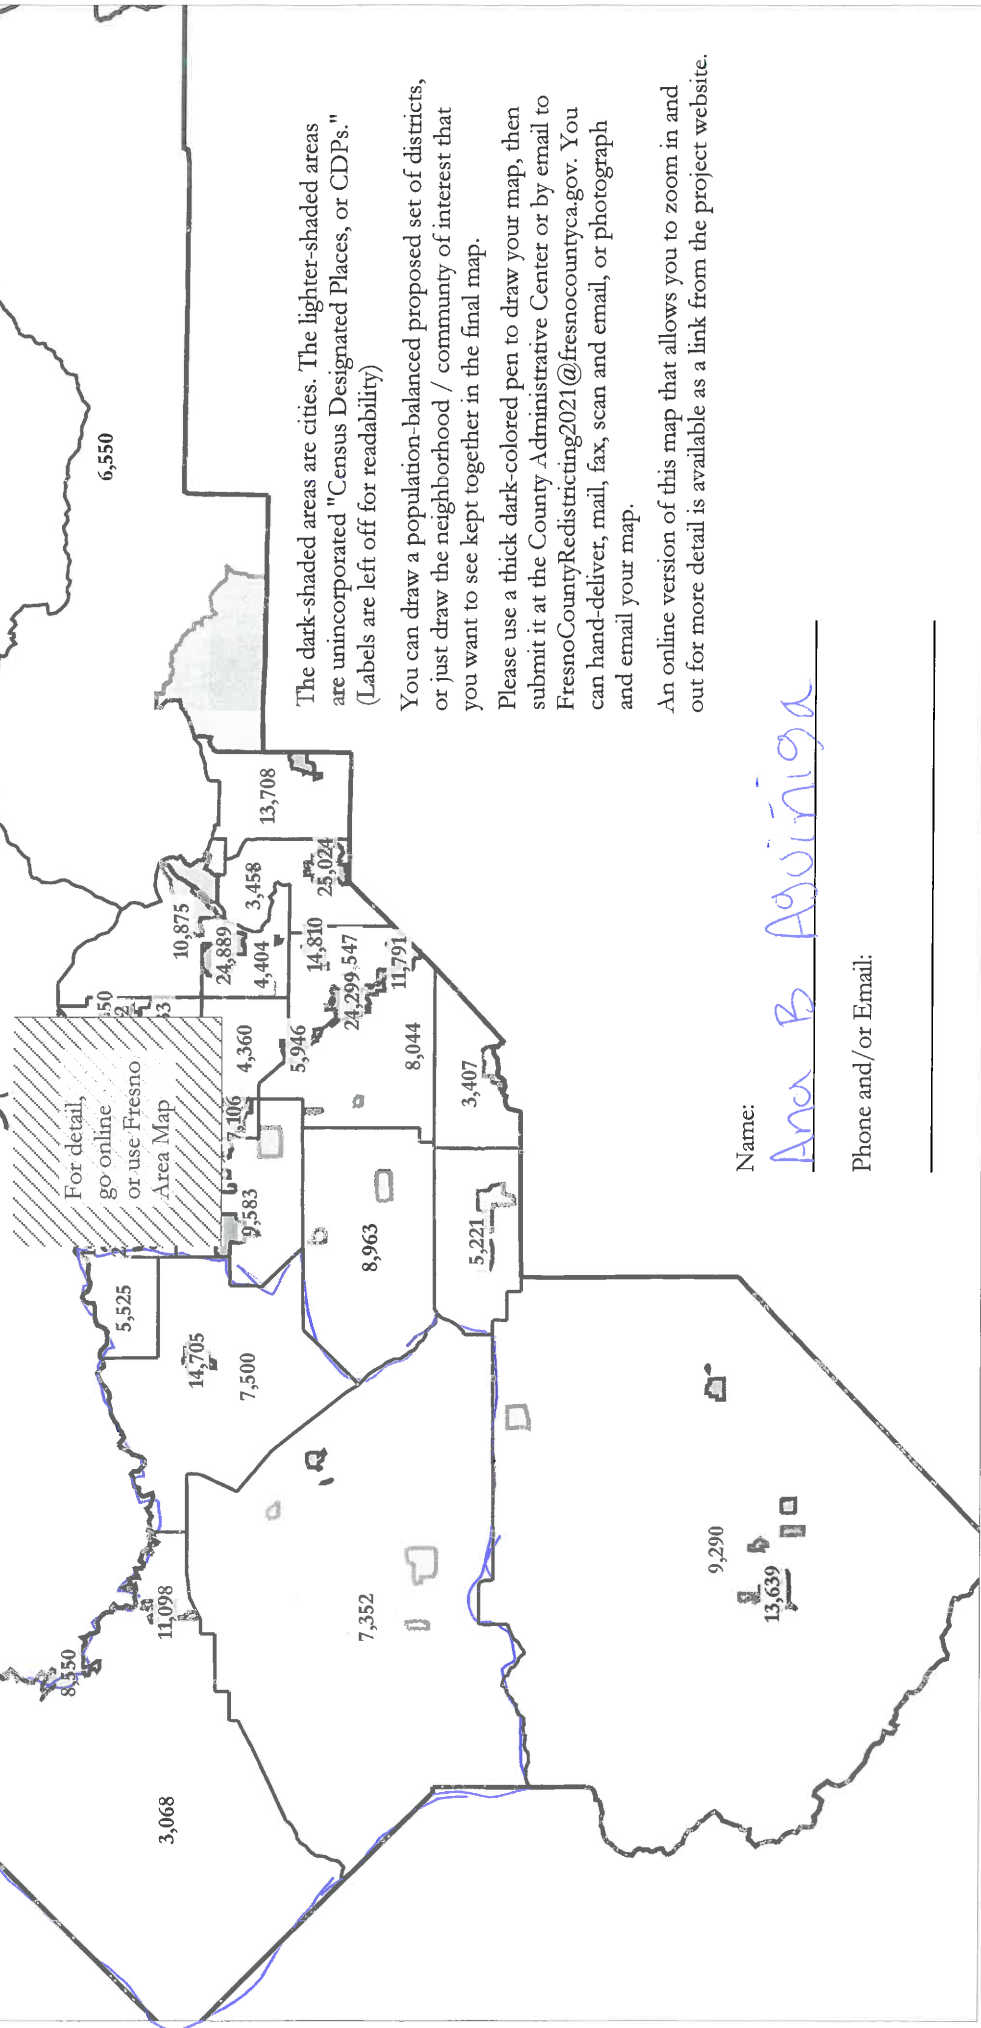 The dark-shaded areas are cities. The lighter-shaded areas
are unincorporated "Census Designated Places, or CDPs."
(Labels are left off for readability)
You can draw a population-balanced proposed set of districts,
or just draw the neighborhood / community of interest that
you want to see kept together in the final map.
Please use a thick dark-colored pen to draw your map, then
submit it at the County Administrative Center or by email to
FresnoCountyRedistricting2021@fresnocountyca.gov. You
can hand-deliver, mail, fax, scan and email, or photograph
and email your map.
An online version of this map that allows you to zoom in and
out for more detail is available as a link from the project website.
Name:
Ana B Aguiñiga
Phone and/or Email:
For detail,
go online
or use Fresno
Area Map
6,550
13,708
3,458
25,024
10,875
24,889
4,404
14,810
24,299
547
11,791
4,360
5,946
8,044
3,407
7,106
9,583
8,963
5,221
5,525
14,705
7,500
11,098
8,550
7,352
3,068
9,290
13,639